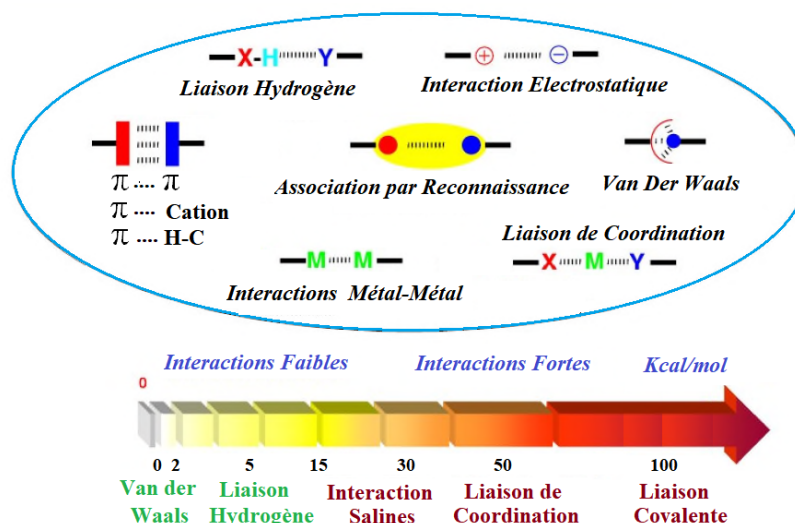 X-H Y
Liaison Hydrogène
+ −
Interaction Electrostatique
π .... π
π .... Cation
π .... H-C
Association par Reconnaissance
Van Der Waals
M M
Interactions Métal-Métal
Liaison de Coordination
X M Y
Interactions Faibles Interactions Fortes Kcal/mol
0
0 2 5 15 30 50 100
Van der Waals
Liaison Hydrogène
Interaction Salines
Liaison de Coordination
Liaison Covalente